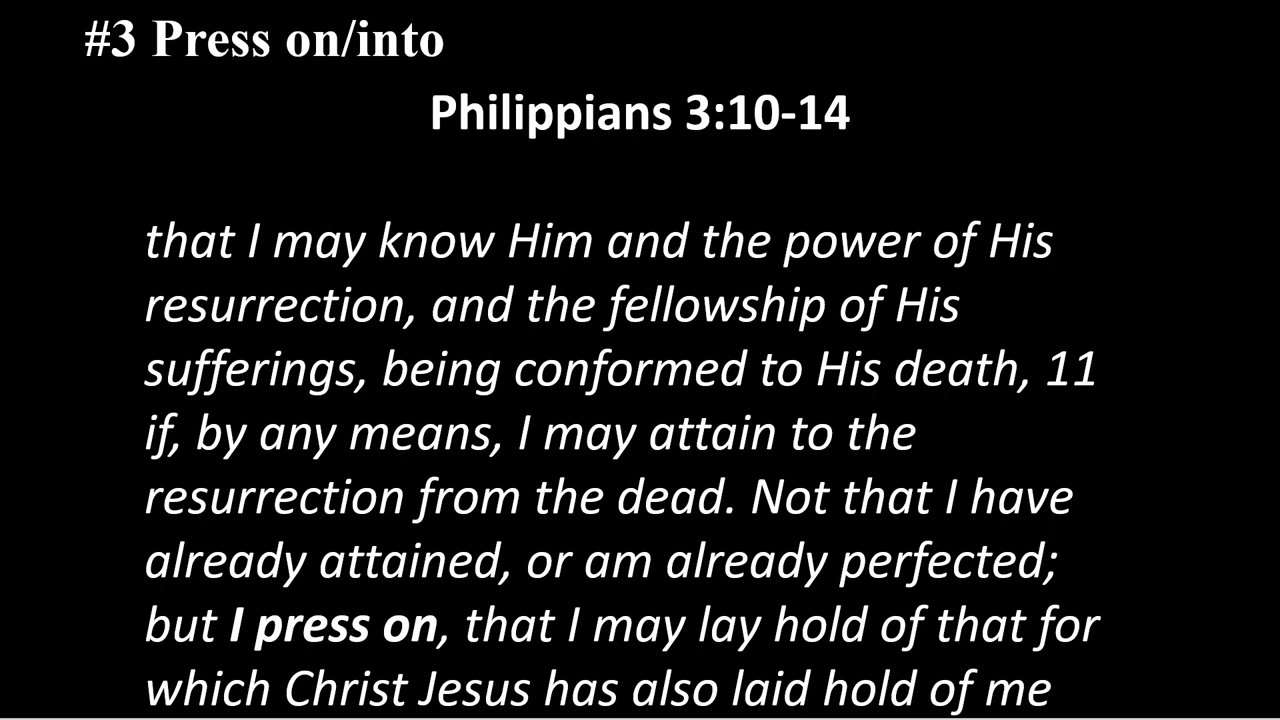 #3 Press on/into
Philippians 3:10-14
that I may know Him and the power of His
resurrection, and the fellowship of His
sufferings, being conformed to His death, 11
if, by any means, I may attain to the
resurrection from the dead. Not that I have
already attained, or am already perfected;
but I press on, that I may lay hold of that for
which Christ Jesus has also laid hold of me